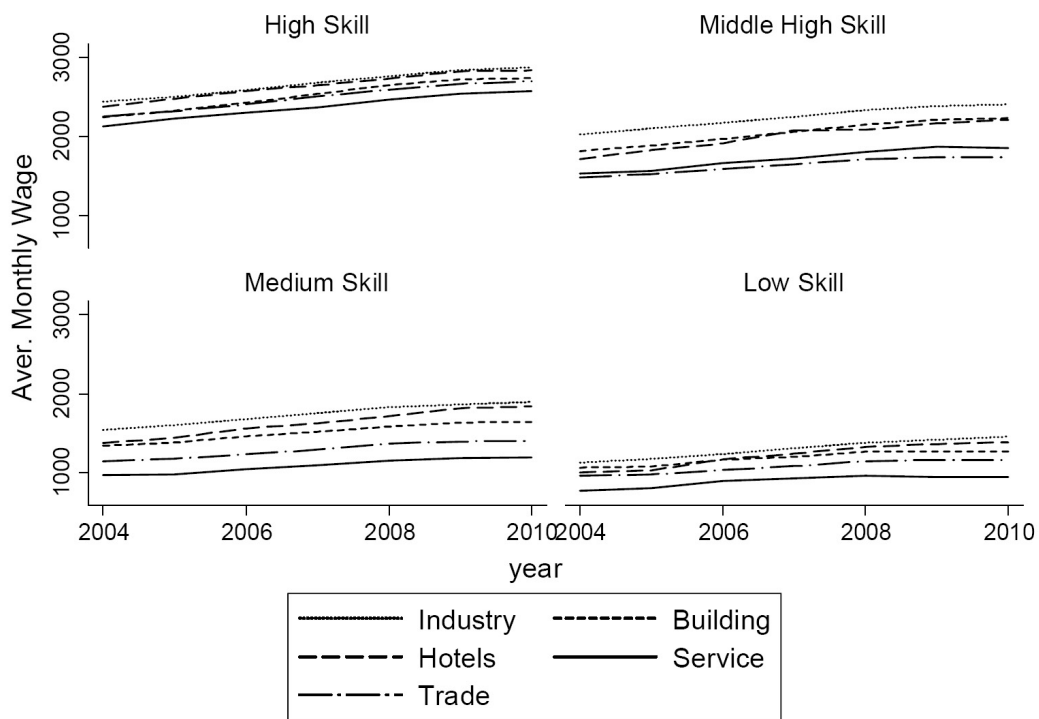 High Skill
Middle High Skill
3000
2000
1000
Medium Skill
Low Skill
3000
2000
1000
Aver. Monthly Wage
2004 2006 2008 2010 2004 2006 2008 2010
year
Industry Building
Hotels Service
Trade